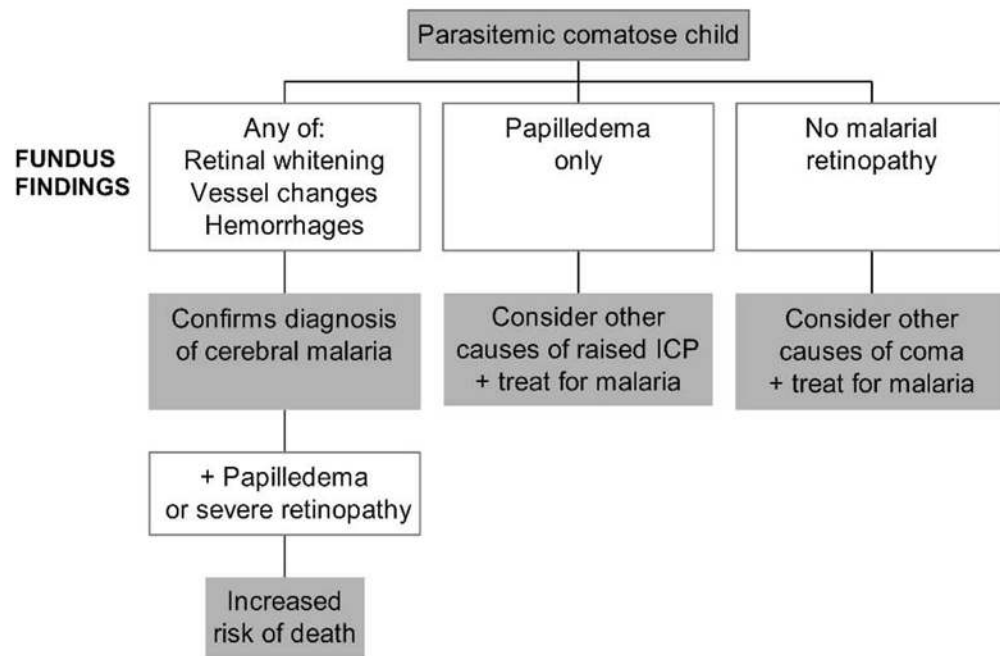 Parasitemic comatose child
FUNDUS
FINDINGS
Any of:
Retinal whitening
Vessel changes
Hemorrhages
Papilledema
only
No malarial
retinopathy
Confirms diagnosis
of cerebral malaria
Consider other
causes of raised ICP
+ treat for malaria
Consider other
causes of coma
+ treat for malaria
+ Papilledema
or severe retinopathy
Increased
risk of death